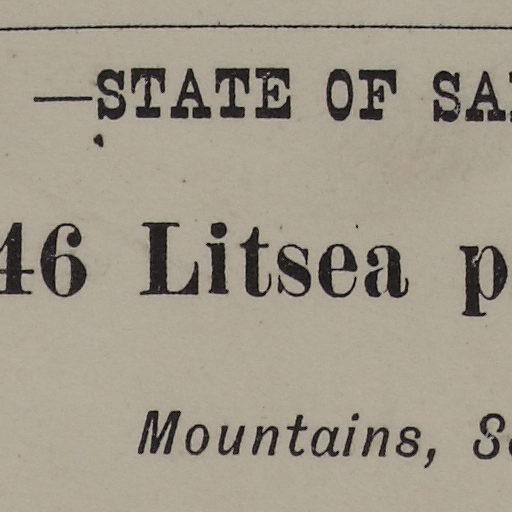 —STATE OF SA
46 Litsea p
Mountains, S